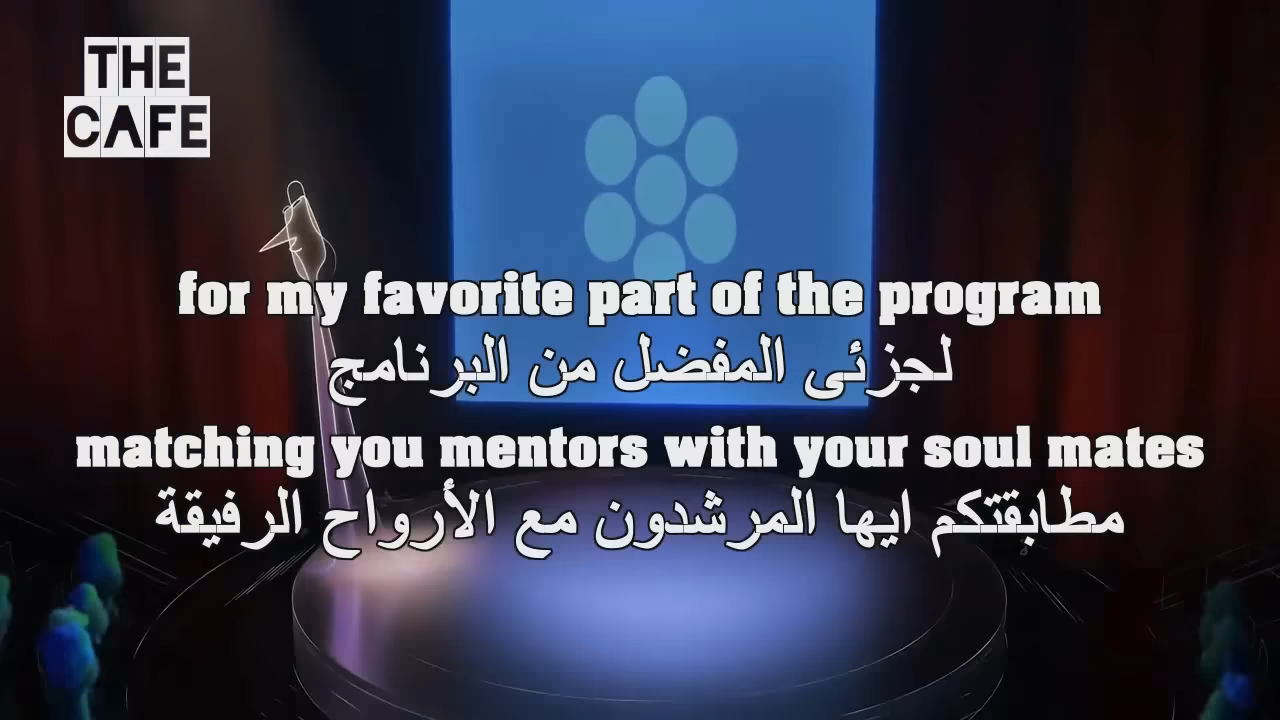 THE
CAFE
for my favorite part of the program
لجزئى المفضل من البرنامج
matching you mentors with your soul mates
مطابقتكم ايها المرشدون مع الأرواح الرفيقة